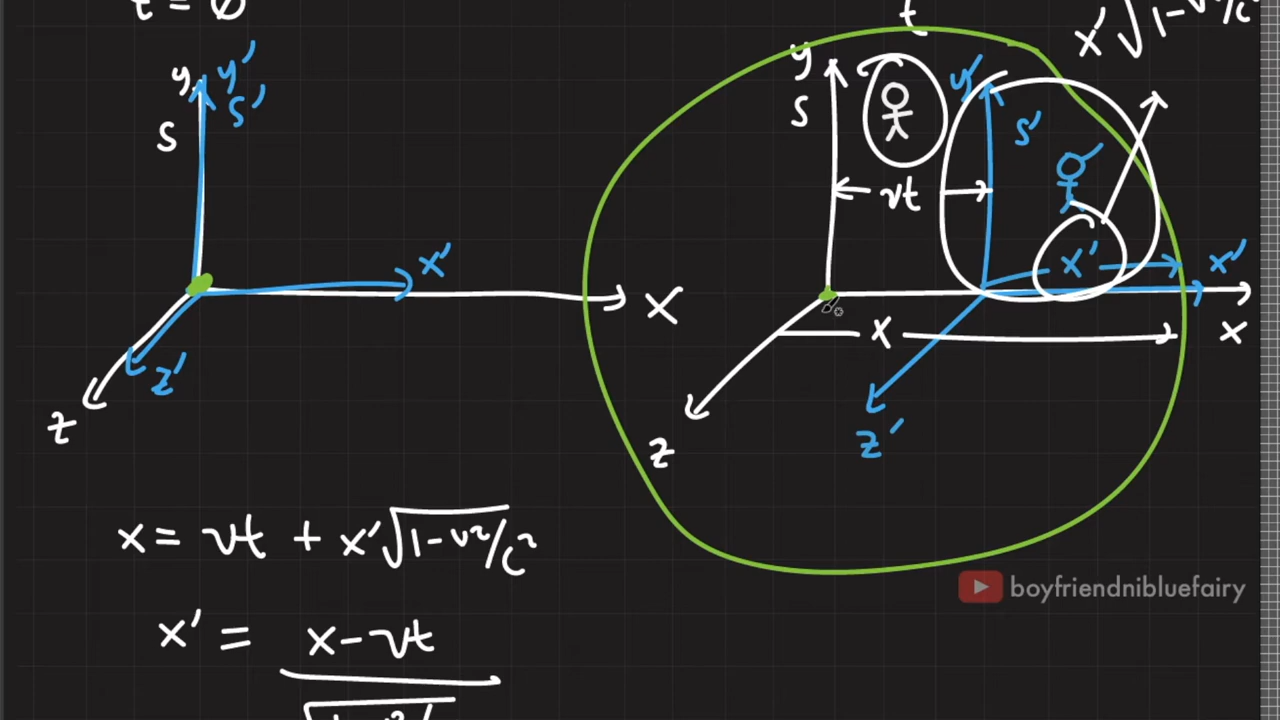 t = 0
y y'
S S'
x'
x
z'
z
t
x' √1-v²/c²
y y'
S S'
vt
x' x'
x x
z'
z
x = vt + x' √1-v²/c²
x' = x-vt
boyfriendnibluefairy